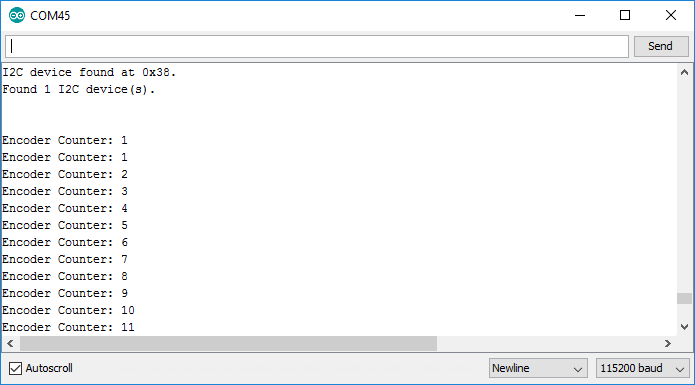 COM45
Send
I2C device found at 0x38.
Found 1 I2C device(s).
Encoder Counter: 1
Encoder Counter: 1
Encoder Counter: 2
Encoder Counter: 3
Encoder Counter: 4
Encoder Counter: 5
Encoder Counter: 6
Encoder Counter: 7
Encoder Counter: 8
Encoder Counter: 9
Encoder Counter: 10
Encoder Counter: 11
Autoscroll
Newline
115200 baud